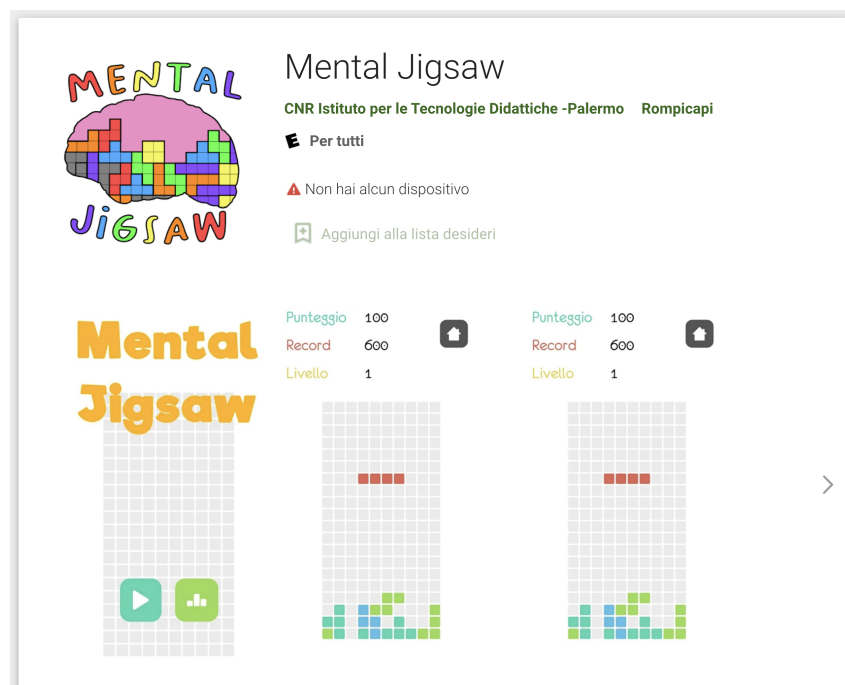 MENTAL
JIGSAW
Mental Jigsaw
CNR Istituto per le Tecnologie Didattiche -Palermo Rompicapi
E Per tutti
Non hai alcun dispositivo
Aggiungi alla lista desideri
Mental
Jigsaw
Punteggio 100
Record 600
Livello 1
Punteggio 100
Record 600
Livello 1